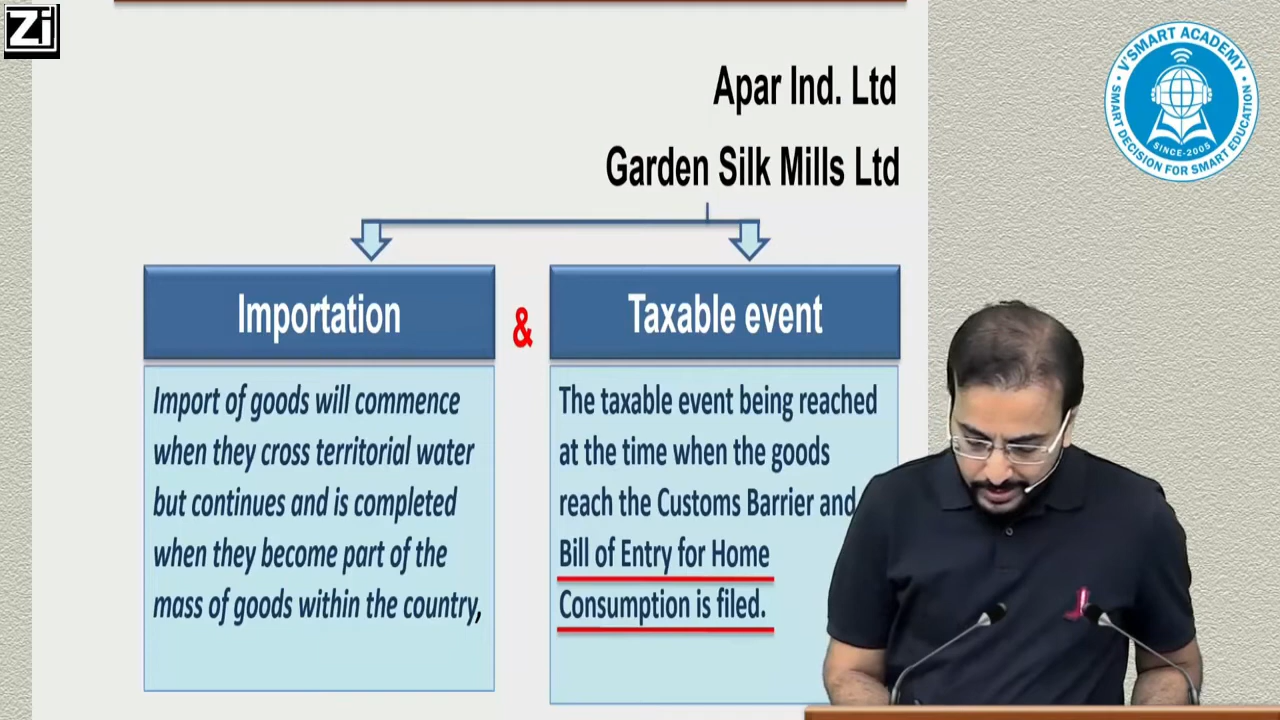 Zi
Apar Ind. Ltd
Garden Silk Mills Ltd
Importation
&
Taxable event
Import of goods will commence
when they cross territorial water
but continues and is completed
when they become part of the
mass of goods within the country,
The taxable event being reached
at the time when the goods
reach the Customs Barrier and
Bill of Entry for Home
Consumption is filed.
V'SMART ACADEMY
SMART DECISION FOR SMART EDUCATION
SINCE-2005